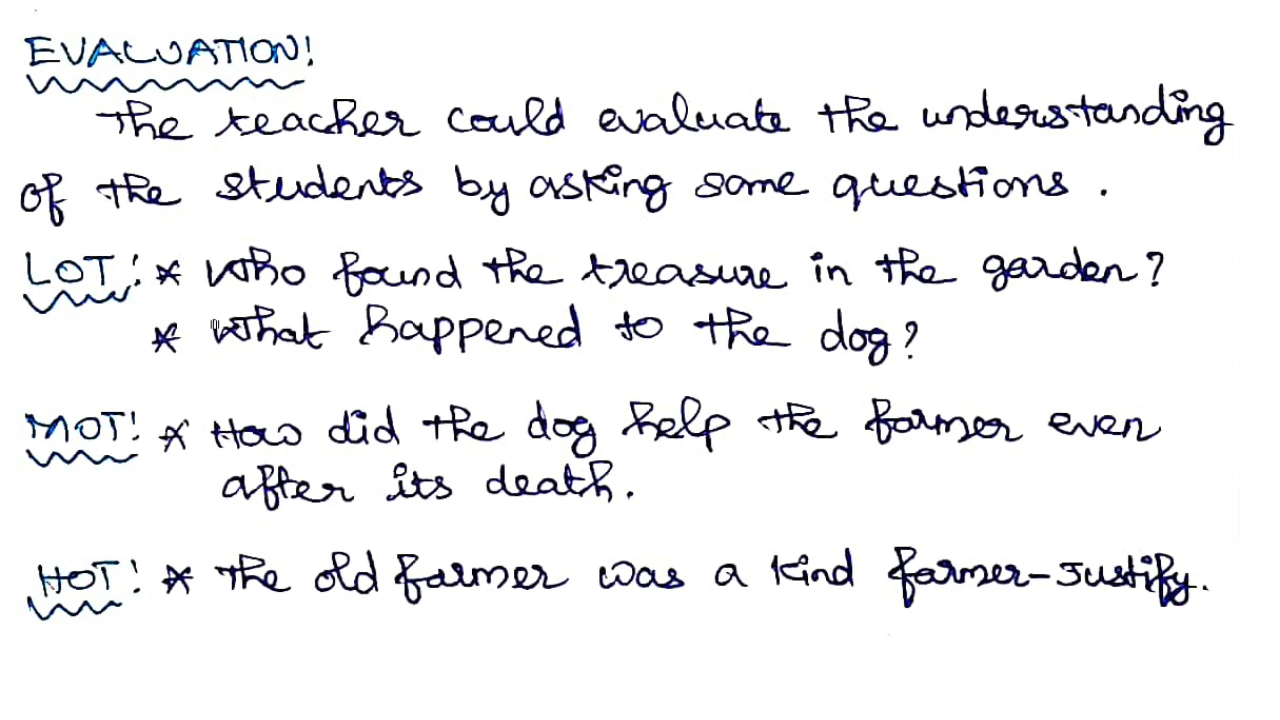 EVALUATION!
The teacher could evaluate the understanding
of the students by asking some questions.
LOT! * Who found the treasure in the garden?
* What happened to the dog?
MOT! * How did the dog help the farmer even
after its death.
HOT! * The old farmer was a kind farmer-Justify.